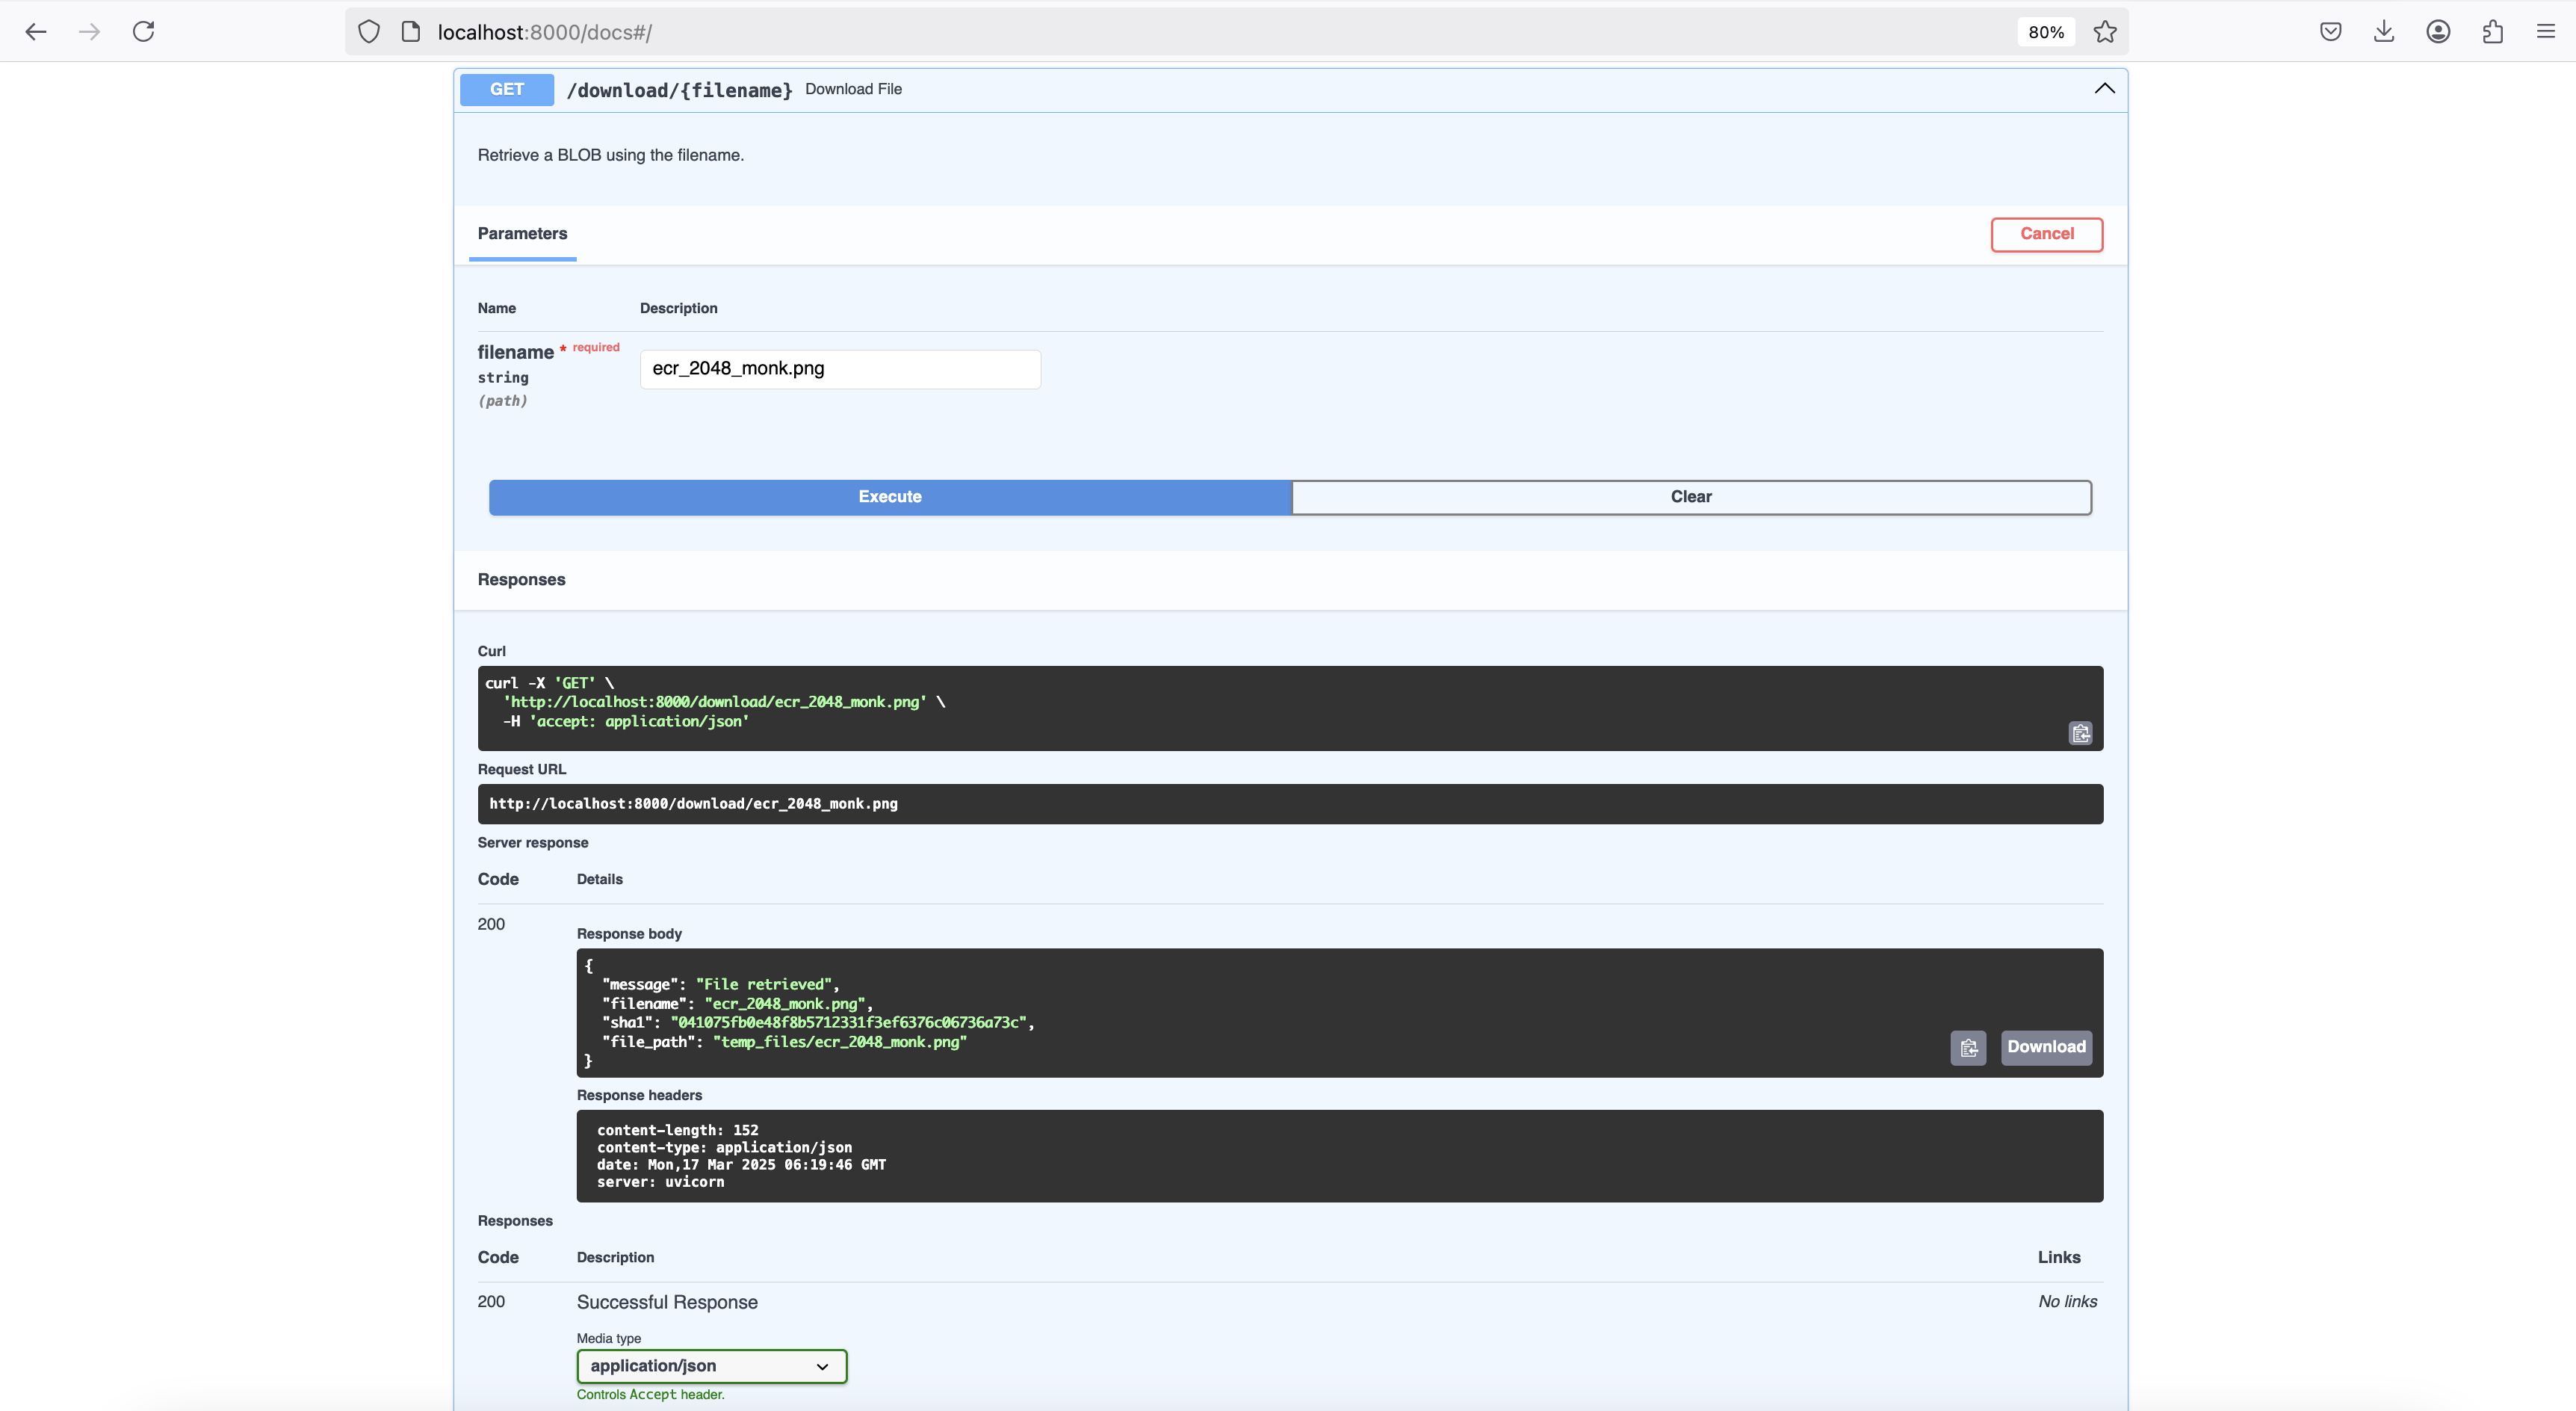 localhost:8000/docs#/
80%
GET /download/{filename} Download File
Retrieve a BLOB using the filename.
Parameters
Cancel
Name Description
filename * required
string
(path)
ecr_2048_monk.png
Execute Clear
Responses
Curl
curl -X 'GET' \
'http://localhost:8000/download/ecr_2048_monk.png' \
-H 'accept: application/json'
Request URL
http://localhost:8000/download/ecr_2048_monk.png
Server response
Code Details
200
Response body
{
"message": "File retrieved",
"filename": "ecr_2048_monk.png",
"sha1": "041075fb0e48f8b5712331f3ef6376c06736a73c",
"file_path": "temp_files/ecr_2048_monk.png"
}
Download
Response headers
content-length: 152
content-type: application/json
date: Mon,17 Mar 2025 06:19:46 GMT
server: uvicorn
Responses
Code Description Links
200 Successful Response No links
Media type
application/json
Controls Accept header.